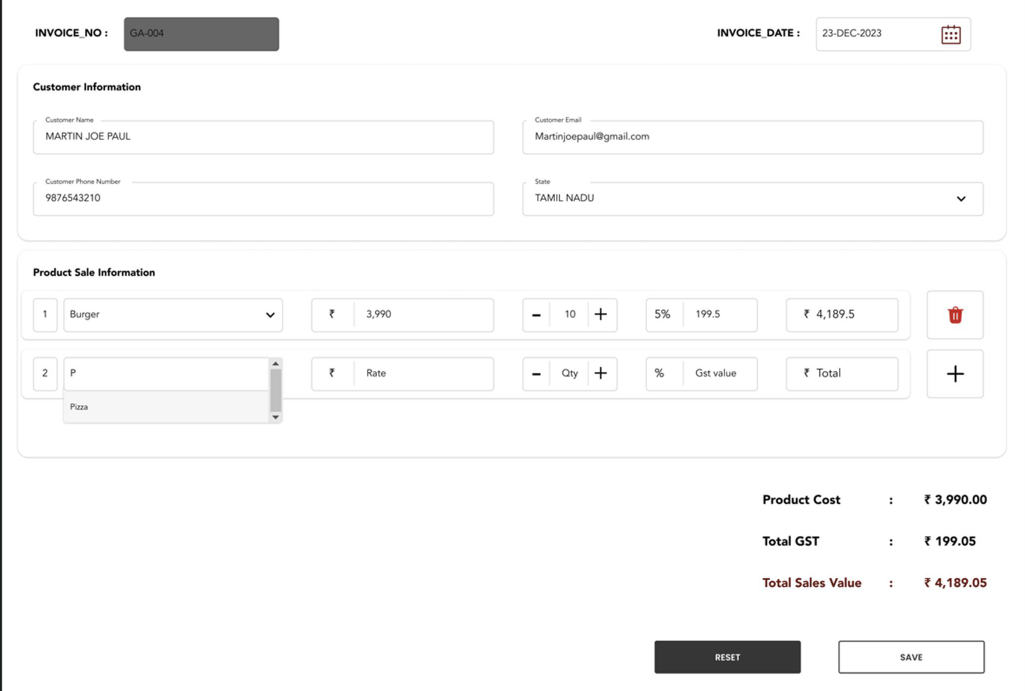 INVOICE_NO : GA-004 INVOICE_DATE : 23-DEC-2023
Customer Information
Customer Name Customer Email
MARTIN JOE PAUL Martinjoepaul@gmail.com
Customer Phone Number State
9876543210 TAMIL NADU
Product Sale Information
1 Burger ₹ 3,990 - 10 + 5% 199.5 ₹ 4,189.5
2 P ₹ Rate - Qty + % Gst value ₹ Total +
Pizza
Product Cost : ₹ 3,990.00
Total GST : ₹ 199.05
Total Sales Value : ₹ 4,189.05
RESET SAVE